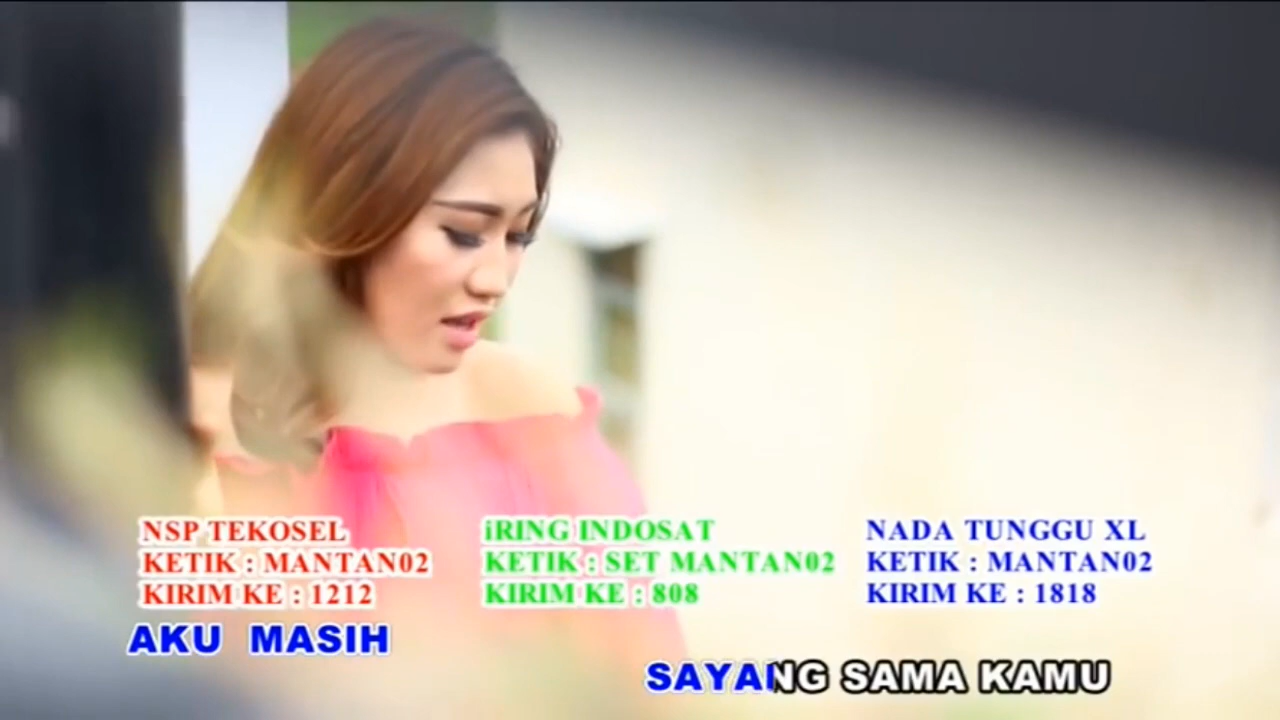 NSP TEKOSEL
KETIK : MANTAN02
KIRIM KE : 1212
iRING INDOSAT
KETIK : SET MANTAN02
KIRIM KE : 808
NADA TUNGGU XL
KETIK : MANTAN02
KIRIM KE : 1818
AKU MASIH
SAYANG SAMA KAMU